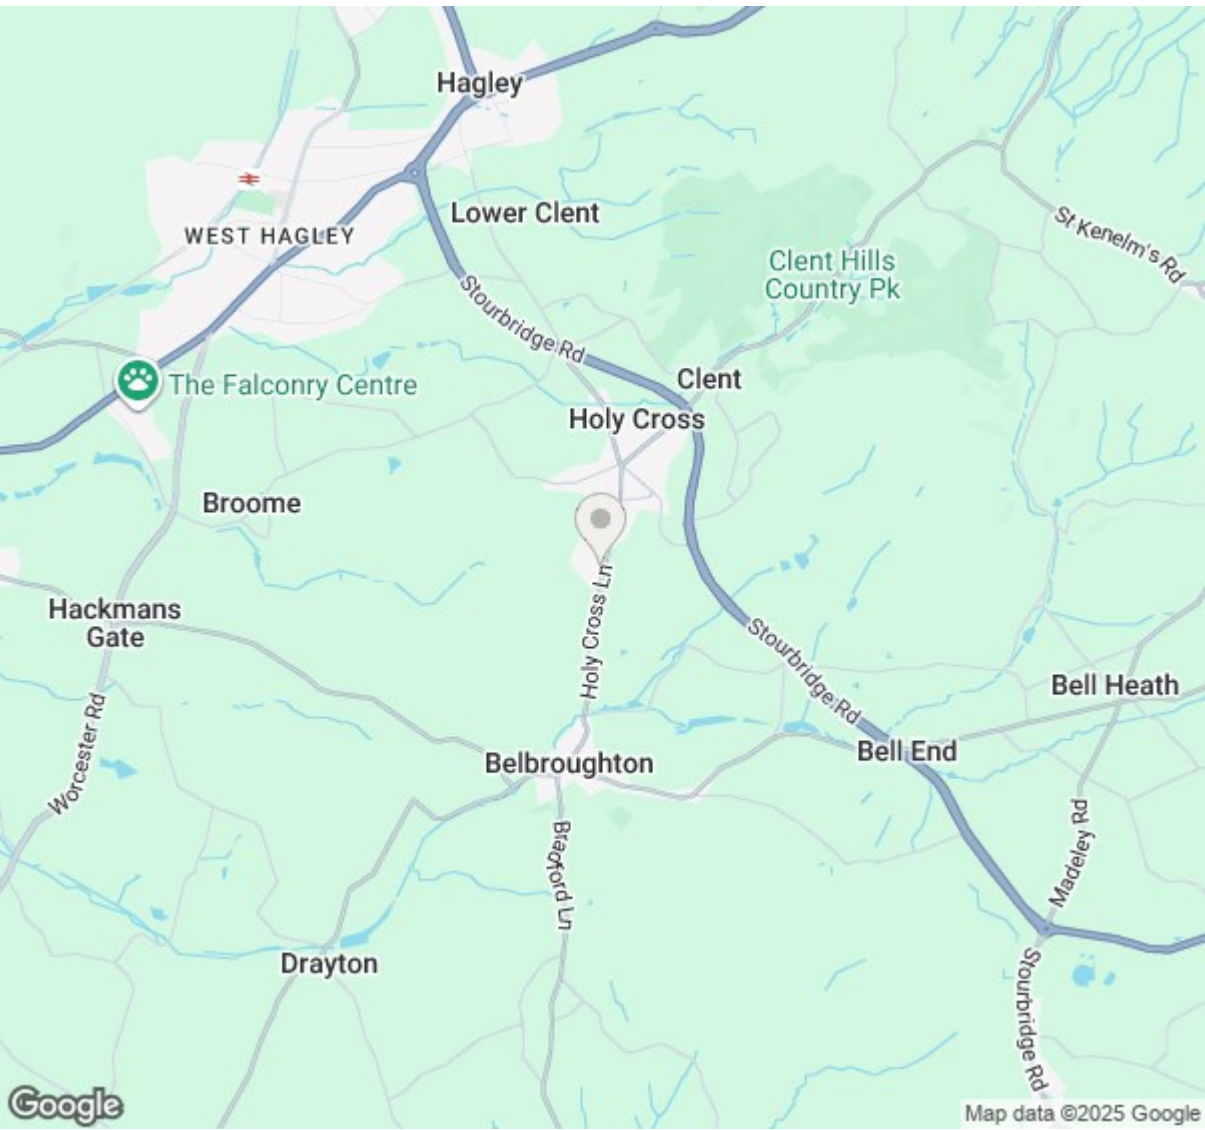 Hagley
Lower Clent
WEST HAGLEY
St Kenelm's Rd
Clent Hills
Country Pk
Stourbridge Rd
The Falconry Centre
Clent
Holy Cross
Broome
Holy Cross Ln
Hackmans
Gate
Stourbridge Rd
Bell Heath
Worcester Rd
Belbroughton
Bell End
Bradford Ln
Madeley Rd
Drayton
Stourbridge Rd
Google
Map data ©2025 Google